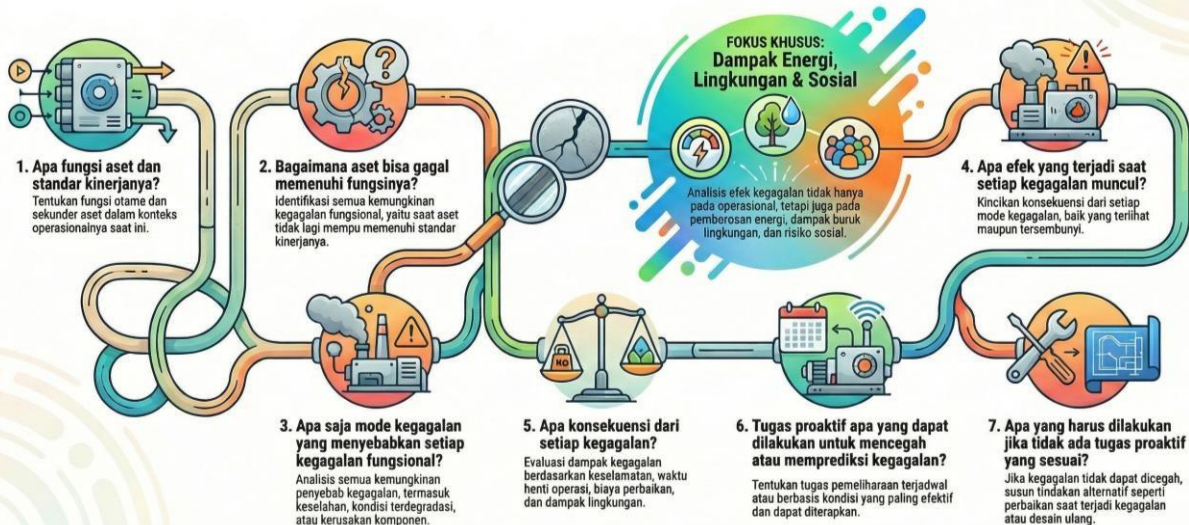 1. Apa fungsi aset dan
standar kinerjanya?
Tentukan fungsi otame dan
sekunder aset dalam konteks
operasionalnya saat ini.
2. Bagaimana aset bisa gagal
memenuhi fungsinya?
Identifikasi semua kemungkinan
kegagalan fungsional, yaitu saat aset
tidak lagi mampu memenuhi standar
kinerjanya.
FOKUS KHUSUS:
Dampak Energi,
Lingkungan & Sosial
Analisis efek kegagalan tidak hanya
pada operasional, tetapi juga pada
pemborosan energi, dampak buruk
lingkungan, dan risiko sosial.
4. Apa efek yang terjadi saat
setiap kegagalan muncul?
Kincikan konsekuensi dari setiap
mode kegagalan, baik yang terlihat
maupun tersembunyi.
3. Apa saja mode kegagalan
yang menyebabkan setiap
kegagalan fungsional?
Analisis semua kemungkinan
penyebab kegagalan, termasuk
keselahan, kondisi terdegradasi,
atau kerusakan komponen.
5. Apa konsekuensi dari
setiap kegagalan?
Evaluasi dampak kegagalan
berdasarkan keselamatan, waktu
henti operasi, biaya perbaikan,
dan dampak lingkungan.
6. Tugas proaktif apa yang dapat
dilakukan untuk mencegah
atau memprediksi kegagalan?
Tentukan tugas pemeliharaan terjadwal
atau berbasis kondisi yang paling efektif
dan dapat diterapkan.
7. Apa yang harus dilakukan
jika tidak ada tugas proaktif
yang sesuai?
Jika kegagalan tidak dapat dicegah,
susun tindakan alternatif seperti
perbaikan saat terjadi kegagalan
atau desain ulang.